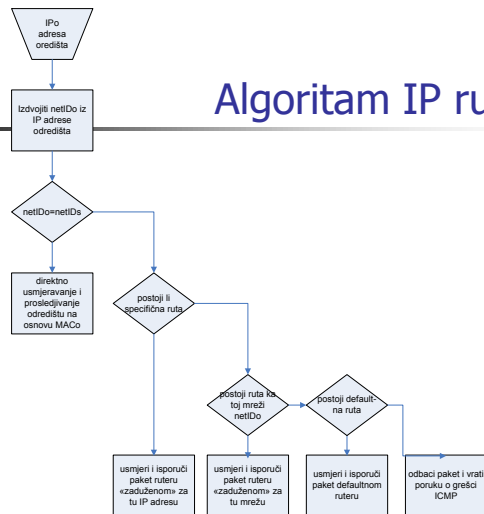 IPo
adresa
oredišta
Algoritam IP ru
Izdvojiti netIDo iz
IP adrese
odredišta
netIDo=netIDs
direktno
usmjeravanje i
prosledjivanje
odredištu na
osnovu MACo
postoji li
specifična ruta
postoji ruta ka
toj mreži
netIDo
postoji default-
na ruta
usmjeri i isporuči
paket ruteru
«zaduženom» za
tu IP adresu
usmjeri i isporuči
paket ruteru
«zaduženom» za
tu mrežu
usmjeri i isporuči
paket defaultnom
ruteru
odbaci paket i vrati
poruku o grešci
ICMP